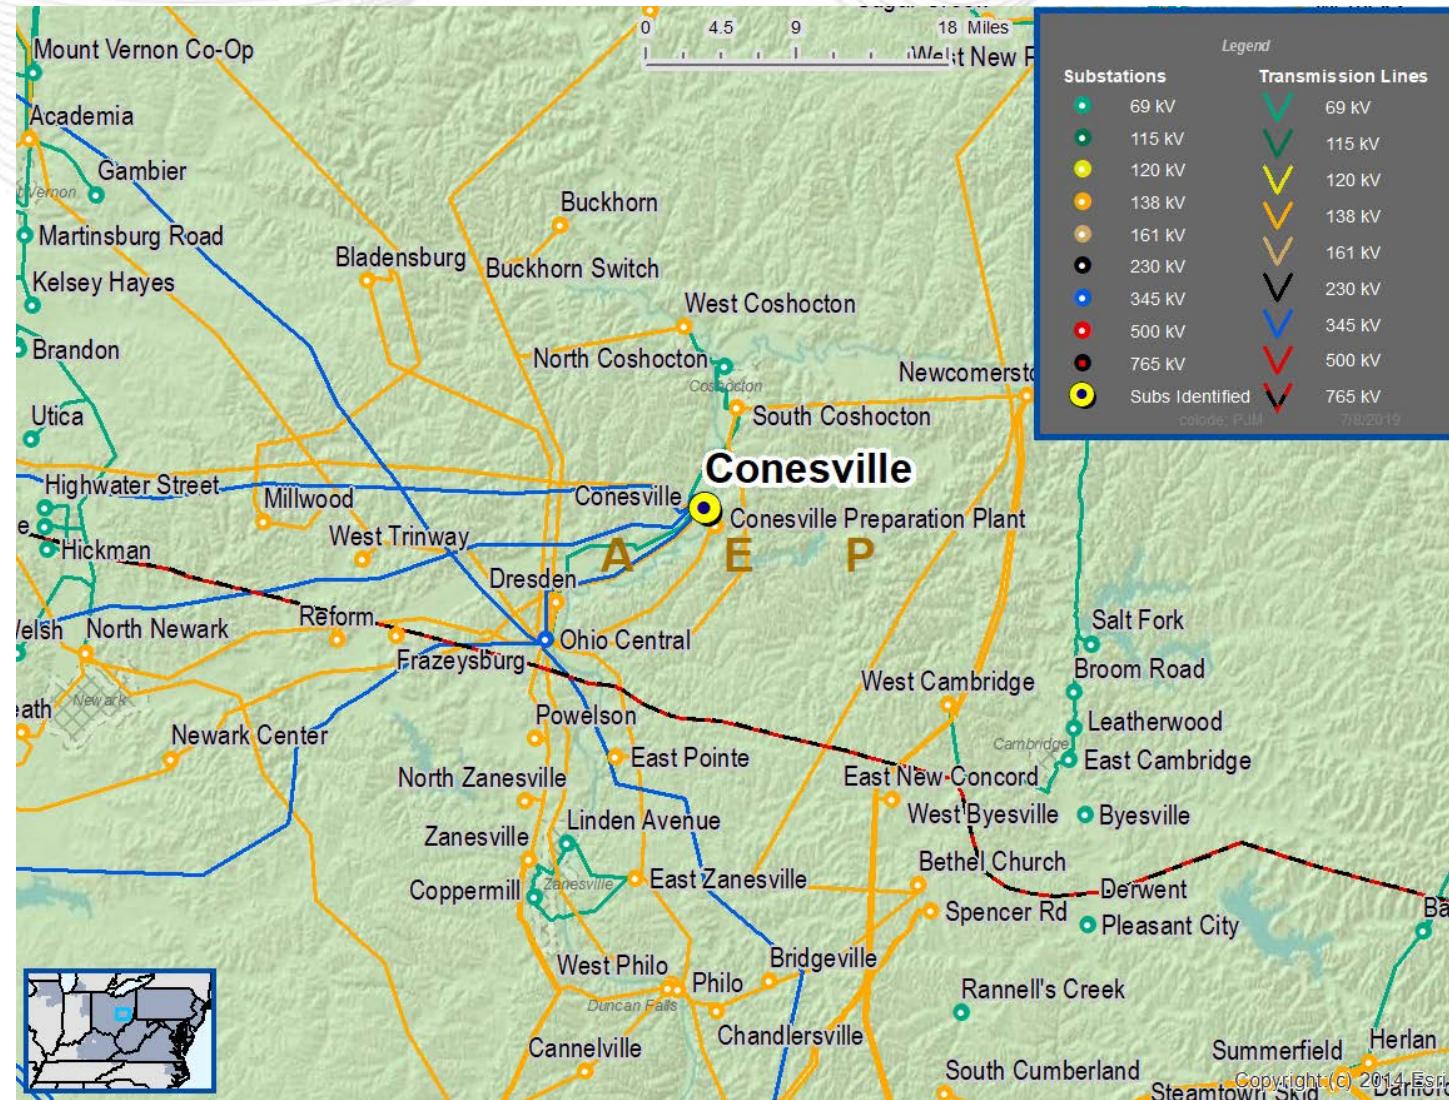 0 4.5 9 18 Miles
Mount Vernon Co-Op
Academia
Gambier
Martinsburg Road
Kelsey Hayes
Brandon
Utica
Buckhorn
Bladensburg
Buckhorn Switch
West Coshocton
North Coshocton
Coshocton
South Coshocton
Conesville
Highwater Street
Millwood
Conesville
Conesville Preparation Plant
West Trinway
A E P
Hickman
Dresden
Reform
North Newark
Ohio Central
Frazeysburg
Newark
Newark Center
Powelson
East Pointe
North Zanesville
Linden Avenue
Zanesville
Coppermill
Zanesville
East Zanesville
West Cambridge
Salt Fork
Broom Road
Leatherwood
Cambridge
East Cambridge
East New Concord
West Byesville
Byesville
Bethel Church
Derwent
Spencer Rd
Pleasant City
West Philo
Philo
Bridgeville
Duncan Falls
Chandlersville
Cannelville
Rannell's Creek
South Cumberland
Summerfield
Herlan
Steamtown Skid
Copyright:(c) 2014 Esri
Legend
Substations Transmission Lines
69 kV 69 kV
115 kV 115 kV
120 kV 120 kV
138 kV 138 kV
161 kV 161 kV
230 kV 230 kV
345 kV 345 kV
500 kV 500 kV
765 kV 765 kV
Subs Identified
colode: PJM 7/8/2019